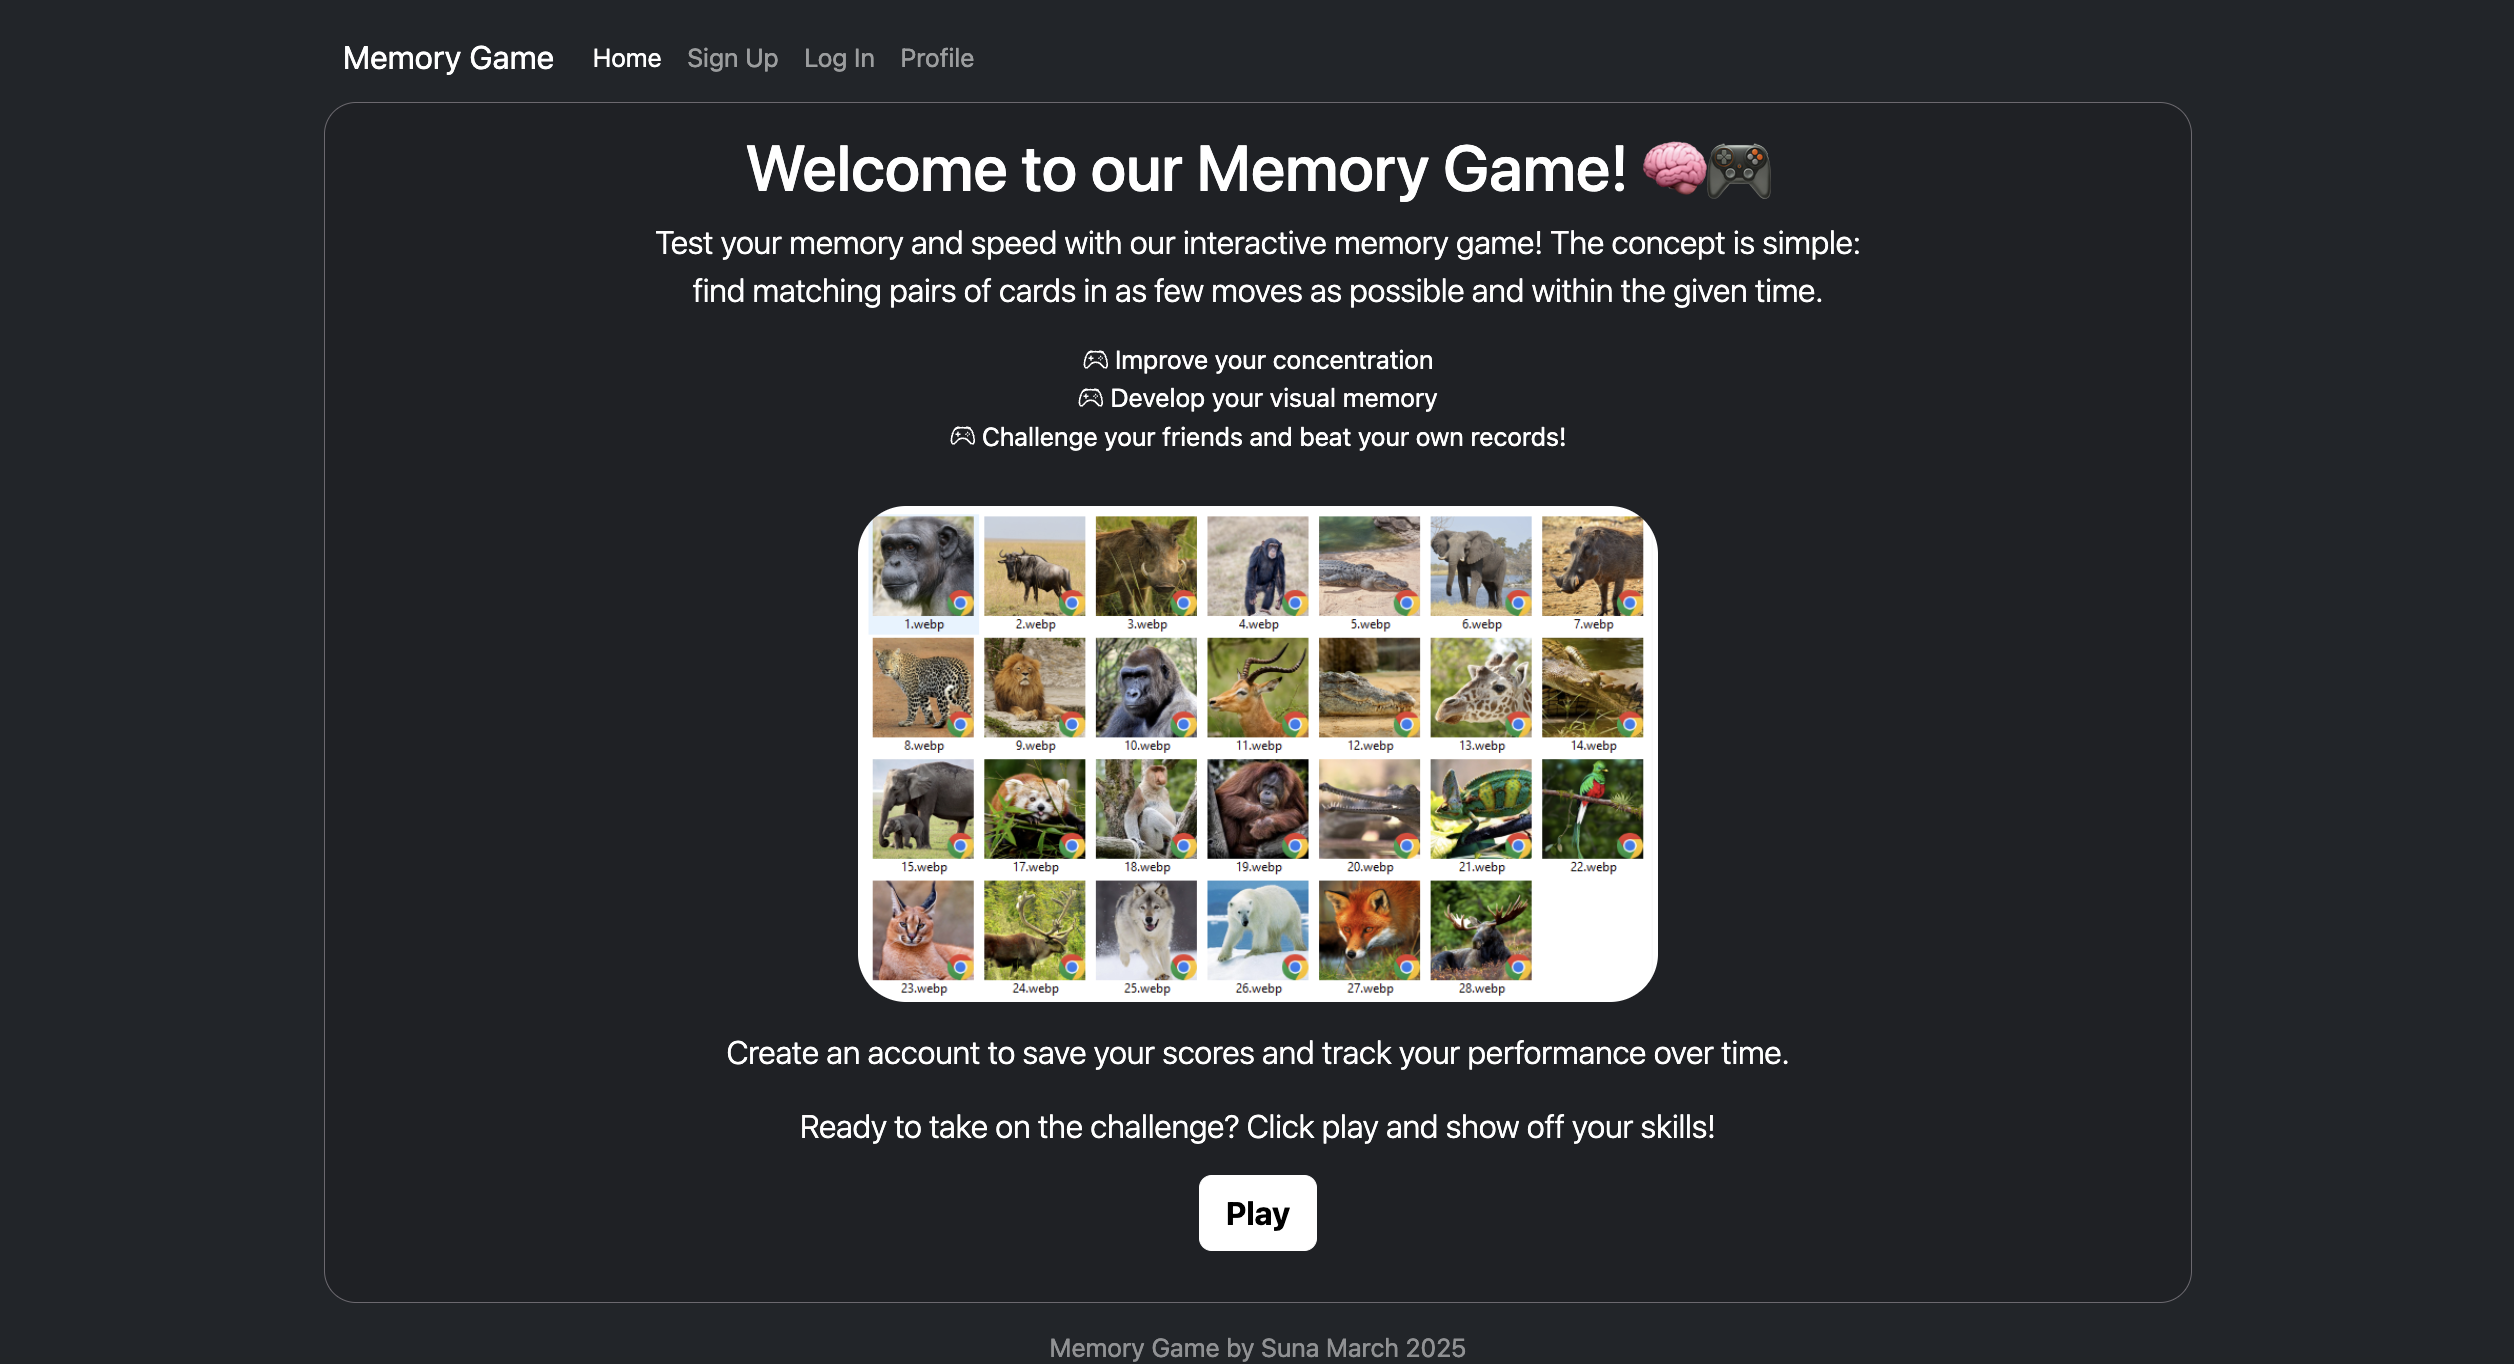 Memory Game Home Sign Up Log In Profile
Welcome to our Memory Game! 🧠🎮
Test your memory and speed with our interactive memory game! The concept is simple:
find matching pairs of cards in as few moves as possible and within the given time.
Improve your concentration
Develop your visual memory
Challenge your friends and beat your own records!
1.webp 2.webp 3.webp 4.webp 5.webp 6.webp 7.webp
8.webp 9.webp 10.webp 11.webp 12.webp 13.webp 14.webp
15.webp 17.webp 18.webp 19.webp 20.webp 21.webp 22.webp
23.webp 24.webp 25.webp 26.webp 27.webp 28.webp
Create an account to save your scores and track your performance over time.
Ready to take on the challenge? Click play and show off your skills!
Play
Memory Game by Suna March 2025